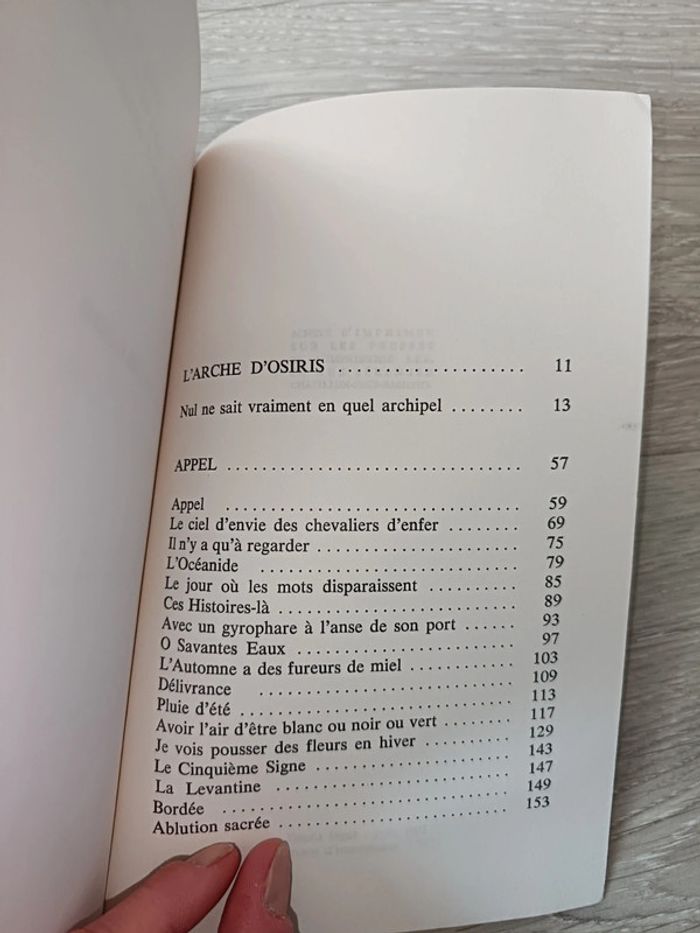 L'ARCHE D'OSIRIS .................... 11
Nul ne sait vraiment en quel archipel ........ 13
APPEL ............................... 57
Appel ............................... 59
Le ciel d'envie des chevaliers d'enfer ........ 69
Il n'y a qu'à regarder ..................... 75
L'Océanide ........................... 79
Le jour où les mots disparaissent .......... 85
Ces Histoires-là ......................... 89
Avec un gyrophare à l'anse de son port ...... 93
O Savantes Eaux ........................ 97
L'Automne a des fureurs de miel ........... 103
Délivrance ........................... 109
Pluie d'été ............................. 113
Avoir l'air d'être blanc ou noir ou vert ....... 117
Je vois pousser des fleurs en hiver ......... 129
Le Cinquième Signe .................... 143
La Levantine ......................... 147
Bordée .............................. 149
Ablution sacrée ........................ 153